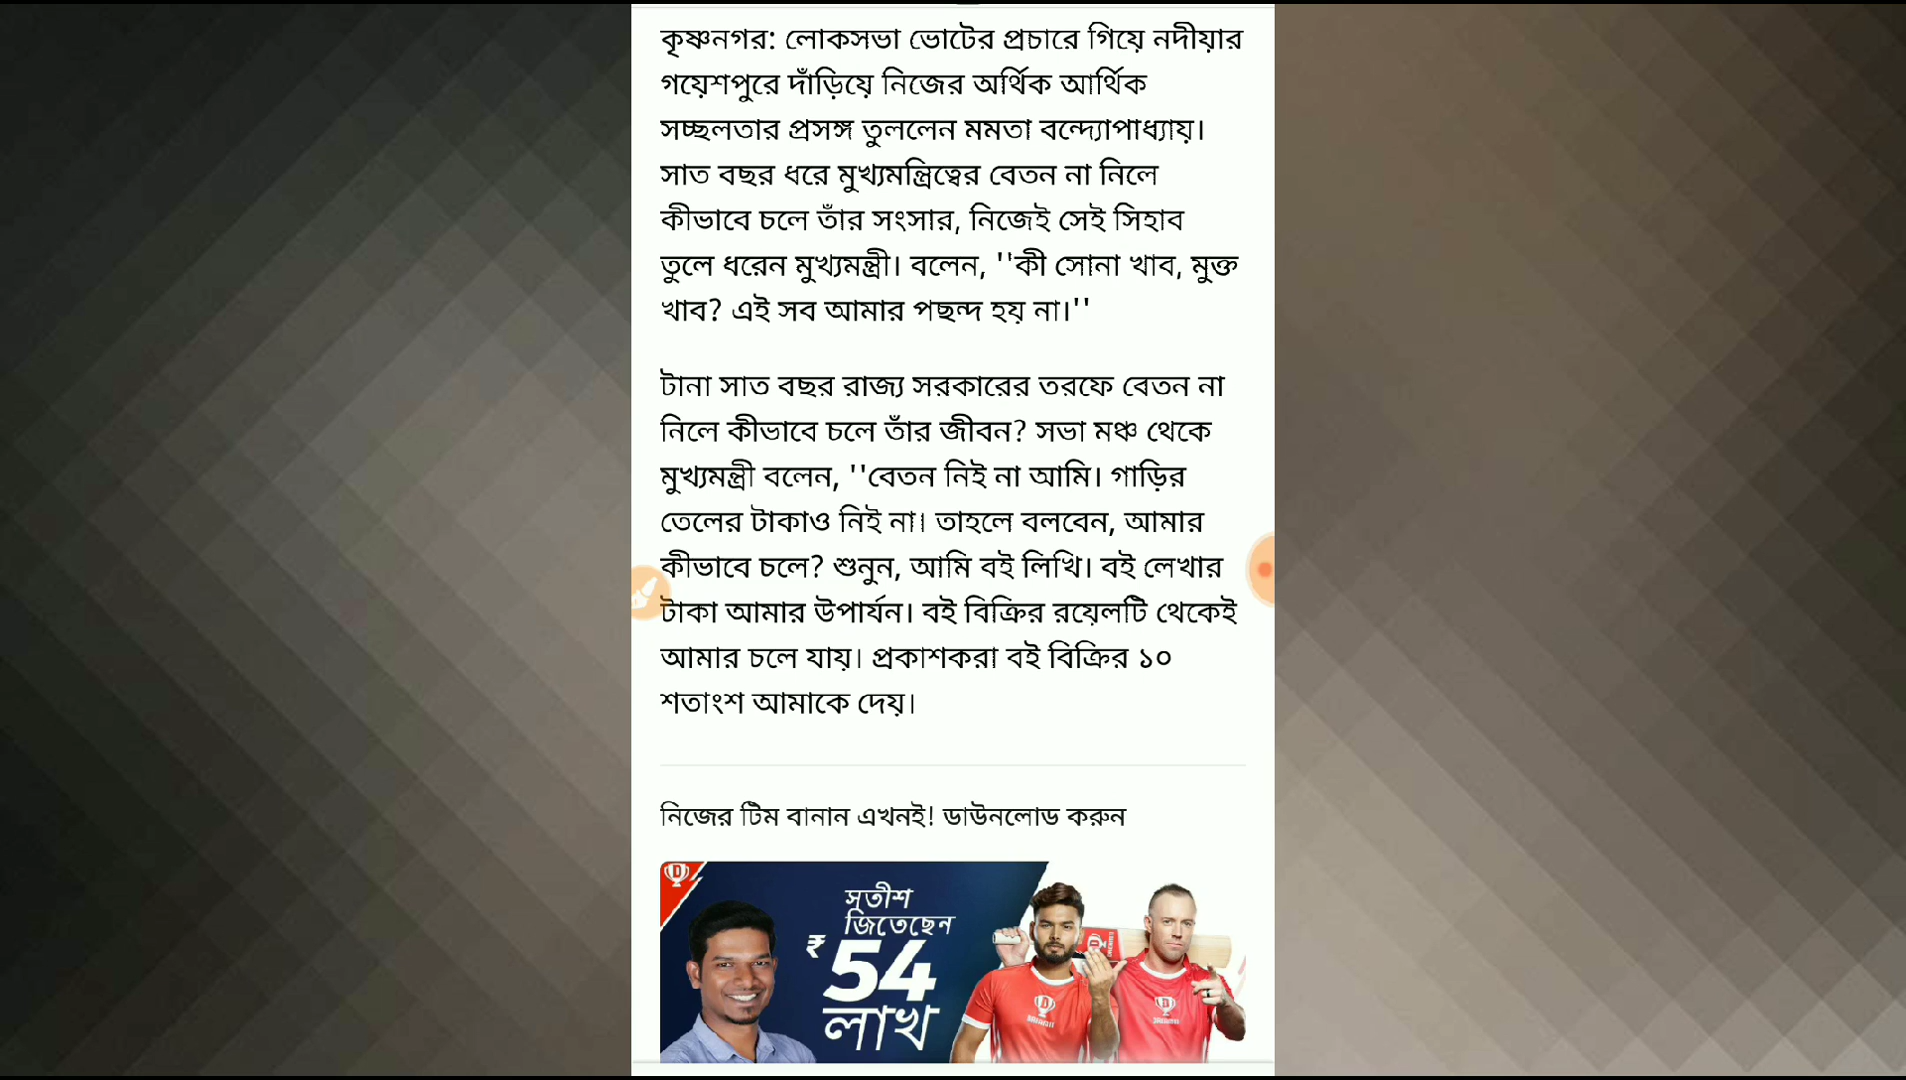 কৃষ্ণনগর: লোকসভা ভোটের প্রচারে গিয়ে নদীয়ার
গয়েশপুরে দাঁড়িয়ে নিজের অর্থিক আর্থিক
সচ্ছলতার প্রসঙ্গ তুললেন মমতা বন্দ্যোপাধ্যায়।
সাত বছর ধরে মুখ্যমন্ত্রিত্বের বেতন না নিলে
কীভাবে চলে তাঁর সংসার, নিজেই সেই সিহাব
তুলে ধরেন মুখ্যমন্ত্রী। বলেন, ''কী সোনা খাব, মুক্ত
খাব? এই সব আমার পছন্দ হয় না।''
টানা সাত বছর রাজ্য সরকারের তরফে বেতন না
নিলে কীভাবে চলে তাঁর জীবন? সভা মঞ্চ থেকে
মুখ্যমন্ত্রী বলেন, ''বেতন নিই না আমি। গাড়ির
তেলের টাকাও নিই না। তাহলে বলবেন, আমার
কীভাবে চলে? শুনুন, আমি বই লিখি। বই লেখার
টাকা আমার উপার্যন। বই বিক্রির রয়েলটি থেকেই
আমার চলে যায়। প্রকাশকরা বই বিক্রির ১০
শতাংশ আমাকে দেয়।
নিজের টিম বানান এখনই! ডাউনলোড করুন
সতীশ
জিতেছেন
₹54
লাখ